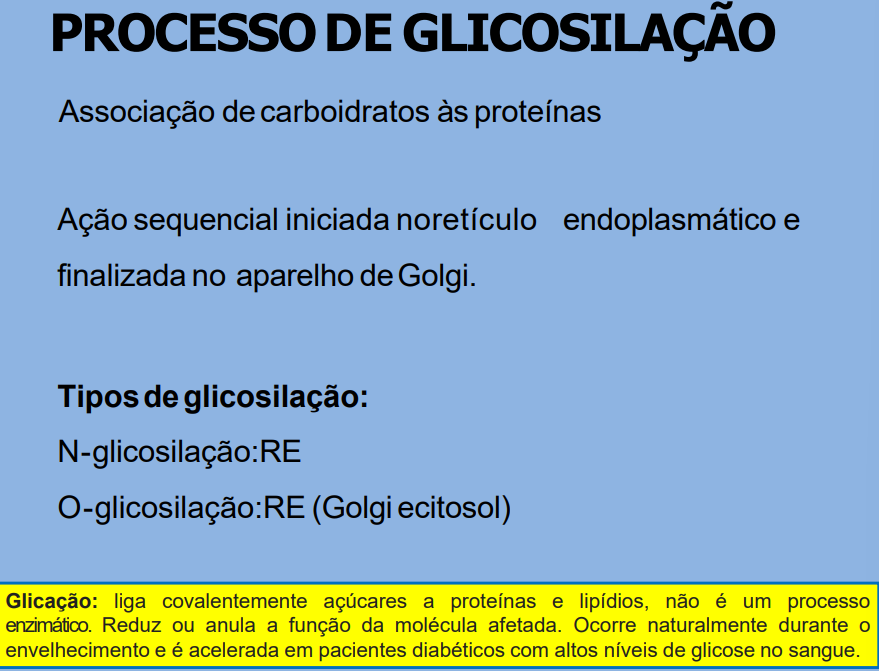 PROCESSO DE GLICOSILAÇÃO
Associação de carboidratos às proteínas
Ação sequencial iniciada noretículo endoplasmático e
finalizada no aparelho de Golgi.
Tipos de glicosilação:
N-glicosilação:RE
O-glicosilação:RE (Golgi ecitosol)
Glicação: liga covalentemente açúcares a proteínas e lipídios, não é um processo
enzimático. Reduz ou anula a função da molécula afetada. Ocorre naturalmente durante o
envelhecimento e é acelerada em pacientes diabéticos com altos níveis de glicose no sangue.